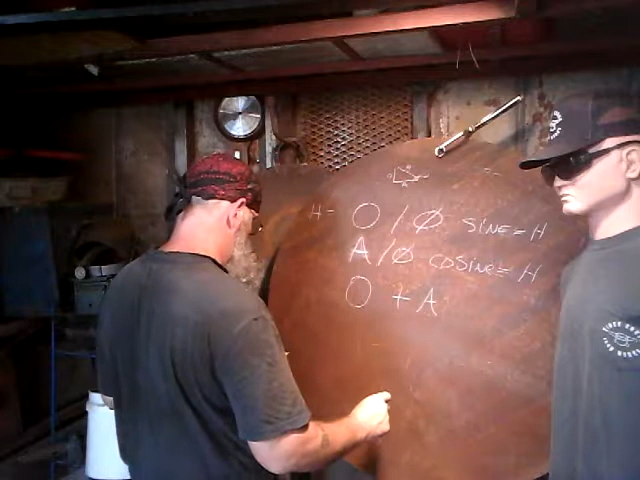 H- O / Ø SINE = H
A / Ø COSINE = H
O + A